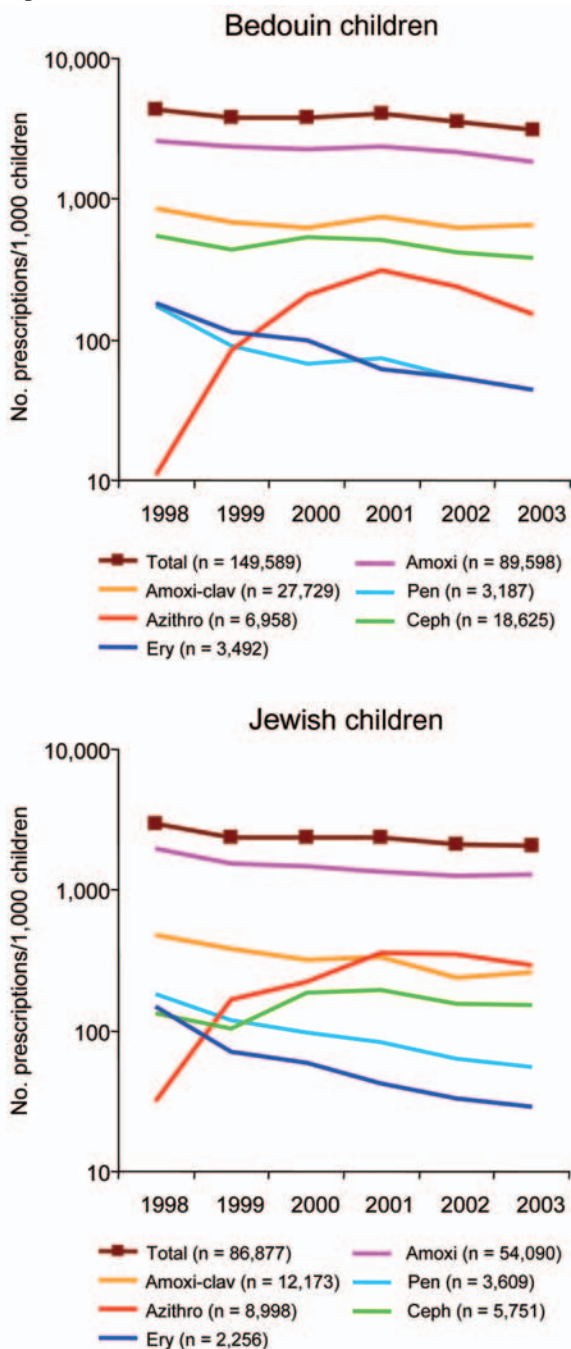 Bedouin children
10,000
1,000
100
10
No. prescriptions/1,000 children
1998 1999 2000 2001 2002 2003
Total (n = 149,589) Amoxi (n = 89,598)
Amoxi-clav (n = 27,729) Pen (n = 3,187)
Azithro (n = 6,958) Ceph (n = 18,625)
Ery (n = 3,492)
Jewish children
10,000
1,000
100
10
No. prescriptions/1,000 children
1998 1999 2000 2001 2002 2003
Total (n = 86,877) Amoxi (n = 54,090)
Amoxi-clav (n = 12,173) Pen (n = 3,609)
Azithro (n = 8,998) Ceph (n = 5,751)
Ery (n = 2,256)